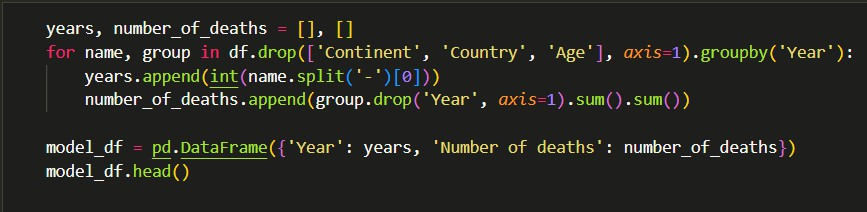 years, number_of_deaths = [], []
for name, group in df.drop(['Continent', 'Country', 'Age'], axis=1).groupby('Year'):
    years.append(int(name.split('-')[0]))
    number_of_deaths.append(group.drop('Year', axis=1).sum().sum())

model_df = pd.DataFrame({'Year': years, 'Number of deaths': number_of_deaths})
model_df.head()